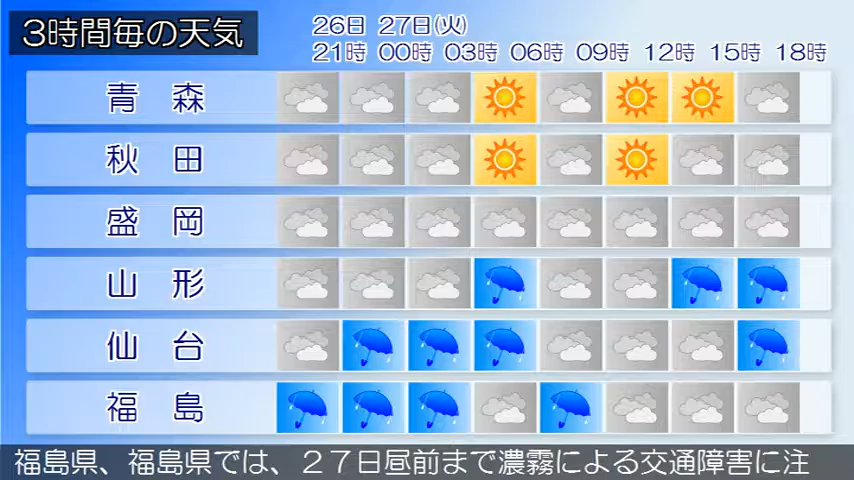 3時間毎の天気
26日 27日(火)
21時 00時 03時 06時 09時 12時 15時 18時
青 森
秋 田
盛 岡
山 形
仙 台
福 島
福島県、福島県では、２７日昼前まで濃霧による交通障害に注